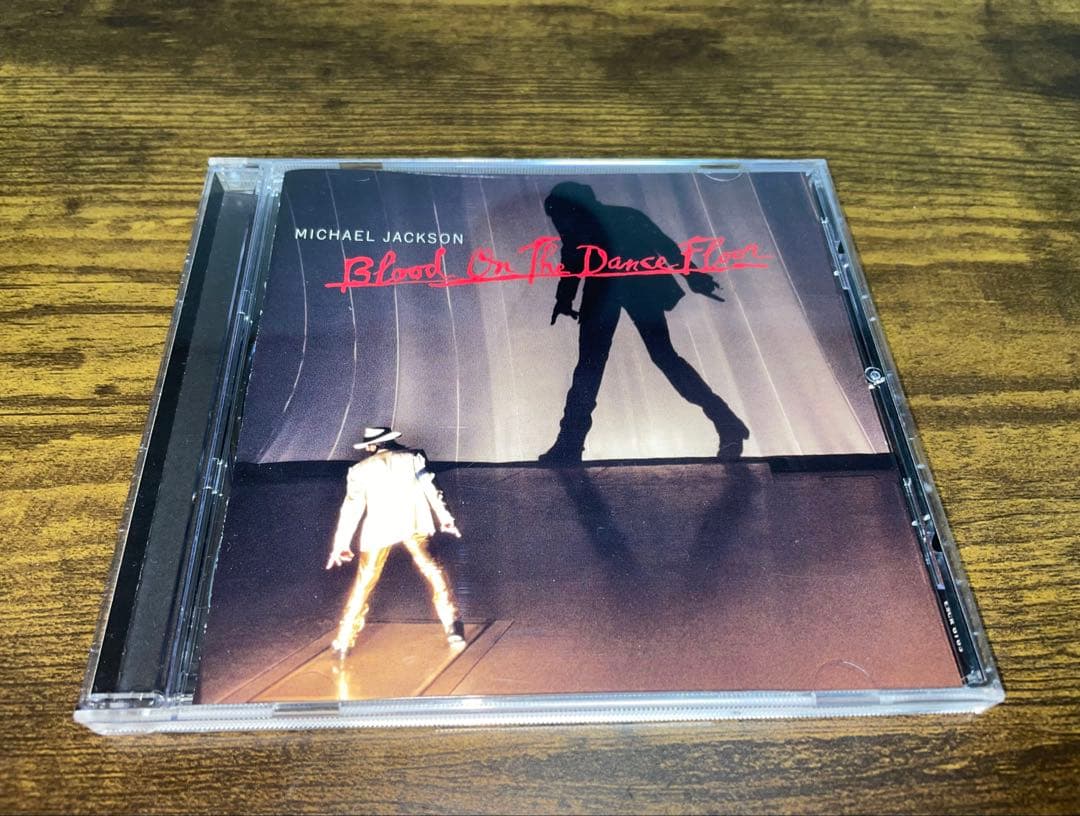 MICHAEL JACKSON
Blood On The Dance Floor